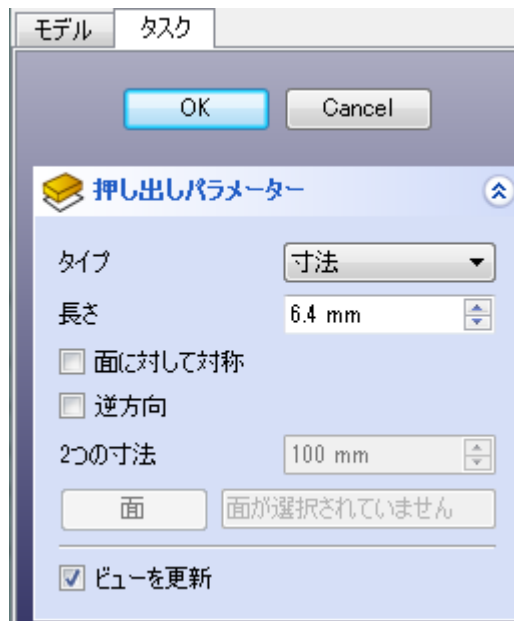 モデル タスク
OK Cancel
押し出しパラメーター
タイプ 寸法
長さ 6.4 mm
面に対して対称
逆方向
2つの寸法 100 mm
面 面が選択されていません
ビューを更新